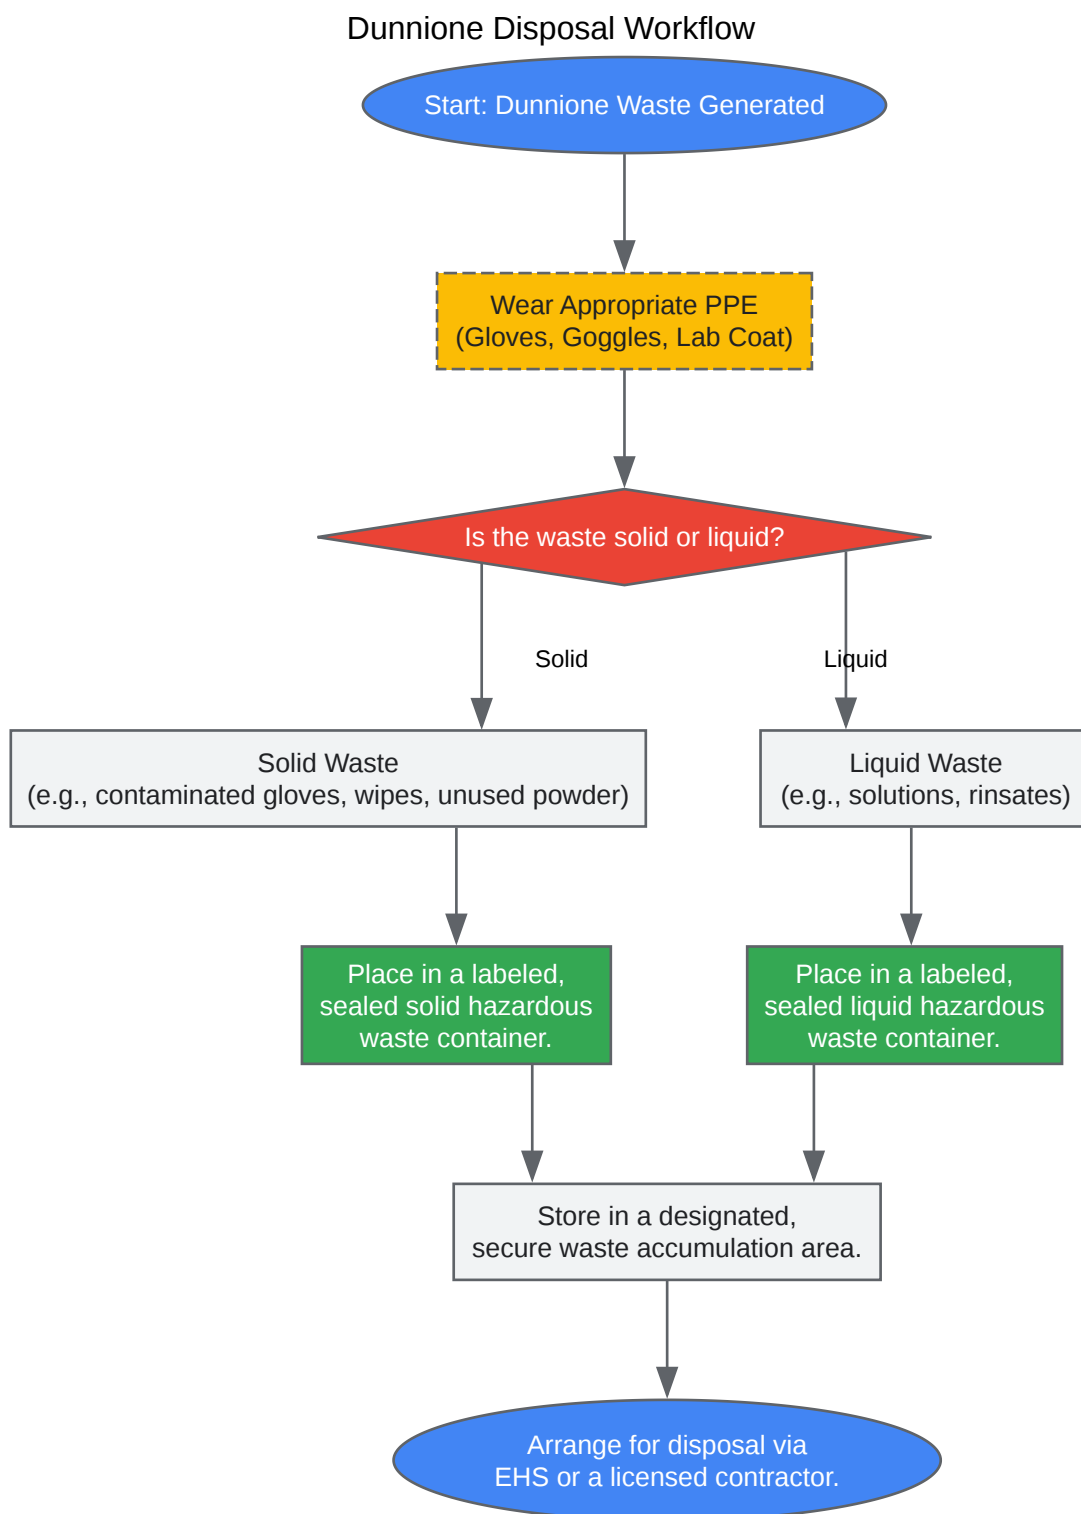 Dunnione Disposal Workflow
Start: Dunnione Waste Generated
Wear Appropriate PPE
(Gloves, Goggles, Lab Coat)
Is the waste solid or liquid?
Solid
Liquid
Solid Waste
(e.g., contaminated gloves, wipes, unused powder)
Liquid Waste
(e.g., solutions, rinsates)
Place in a labeled,
sealed solid hazardous
waste container.
Place in a labeled,
sealed liquid hazardous
waste container.
Store in a designated,
secure waste accumulation area.
Arrange for disposal via
EHS or a licensed contractor.